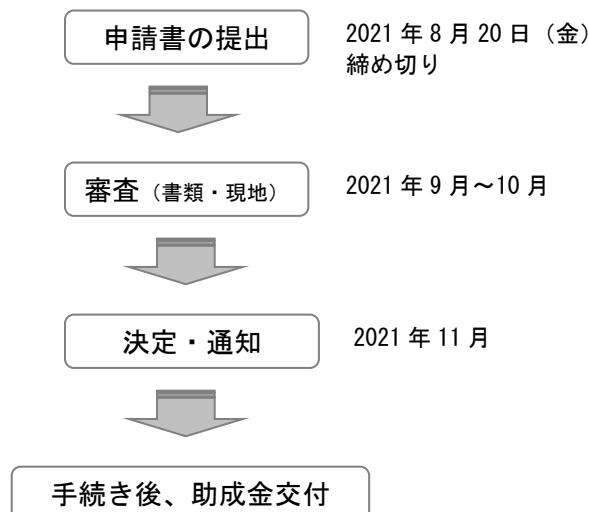 申請書の提出
2021 年 8 月 20 日（金）
締め切り
審査（書類・現地）
2021 年 9 月～10 月
決定・通知
2021 年 11 月
手続き後、助成金交付